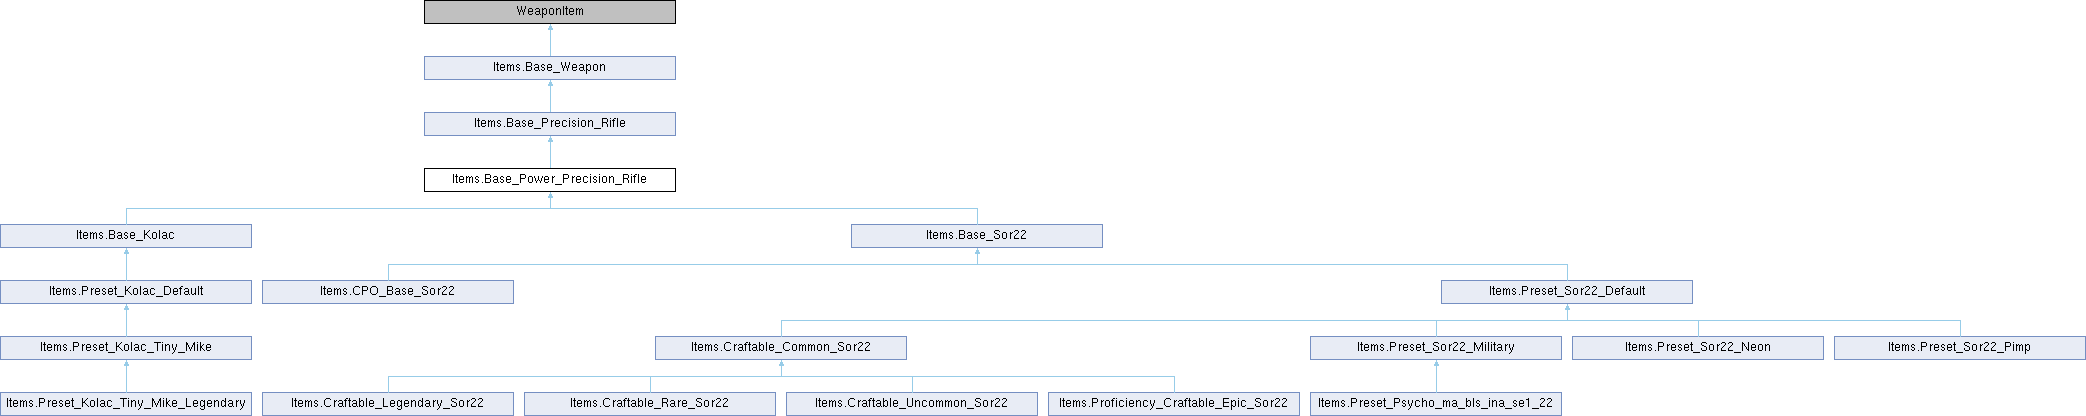 WeaponItem
Items.Base_Weapon
Items.Base_Precision_Rifle
Items.Base_Power_Precision_Rifle
Items.Base_Kolac
Items.Base_Sor22
Items.Preset_Kolac_Default
Items.CPO_Base_Sor22
Items.Preset_Sor22_Default
Items.Preset_Kolac_Tiny_Mike
Items.Craftable_Common_Sor22
Items.Preset_Sor22_Military
Items.Preset_Sor22_Neon
Items.Preset_Sor22_Pimp
Items.Preset_Kolac_Tiny_Mike_Legendary
Items.Craftable_Legendary_Sor22
Items.Craftable_Rare_Sor22
Items.Craftable_Uncommon_Sor22
Items.Proficiency_Craftable_Epic_Sor22
Items.Preset_Psycho_ma_bls_ina_se1_22